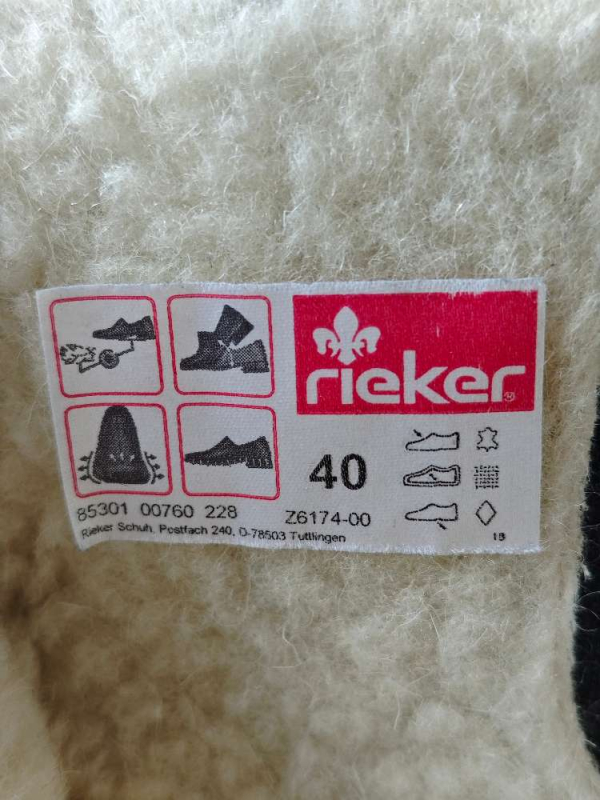 rieker
40
85301 00760 228
Z6174-00
Rieker Schuh, Postfach 240, D-78503 Tuttlingen